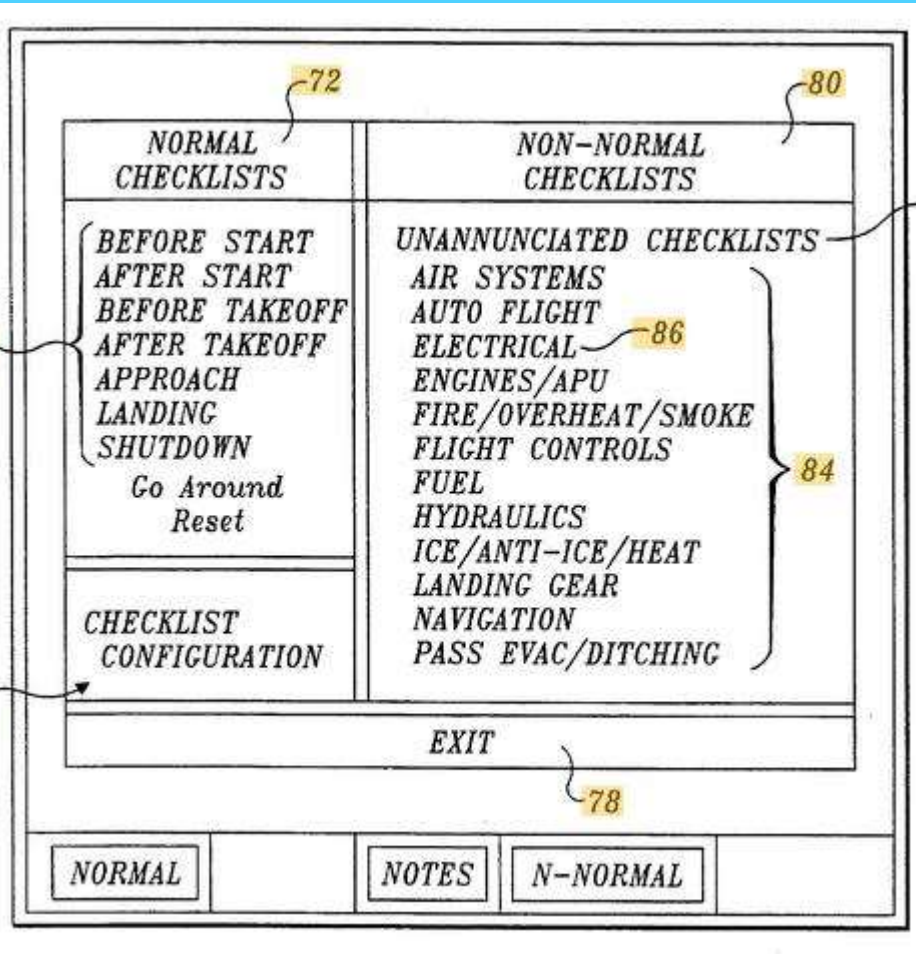 72
80
NORMAL
CHECKLISTS
NON-NORMAL
CHECKLISTS
BEFORE START
AFTER START
BEFORE TAKEOFF
AFTER TAKEOFF
APPROACH
LANDING
SHUTDOWN
Go Around
Reset
CHECKLIST
CONFIGURATION
UNANNUNCIATED CHECKLISTS
AIR SYSTEMS
AUTO FLIGHT
ELECTRICAL 86
ENGINES/APU
FIRE/OVERHEAT/SMOKE
FLIGHT CONTROLS
84
FUEL
HYDRAULICS
ICE/ANTI-ICE/HEAT
LANDING GEAR
NAVIGATION
PASS EVAC/DITCHING
EXIT
78
NORMAL
NOTES
N-NORMAL